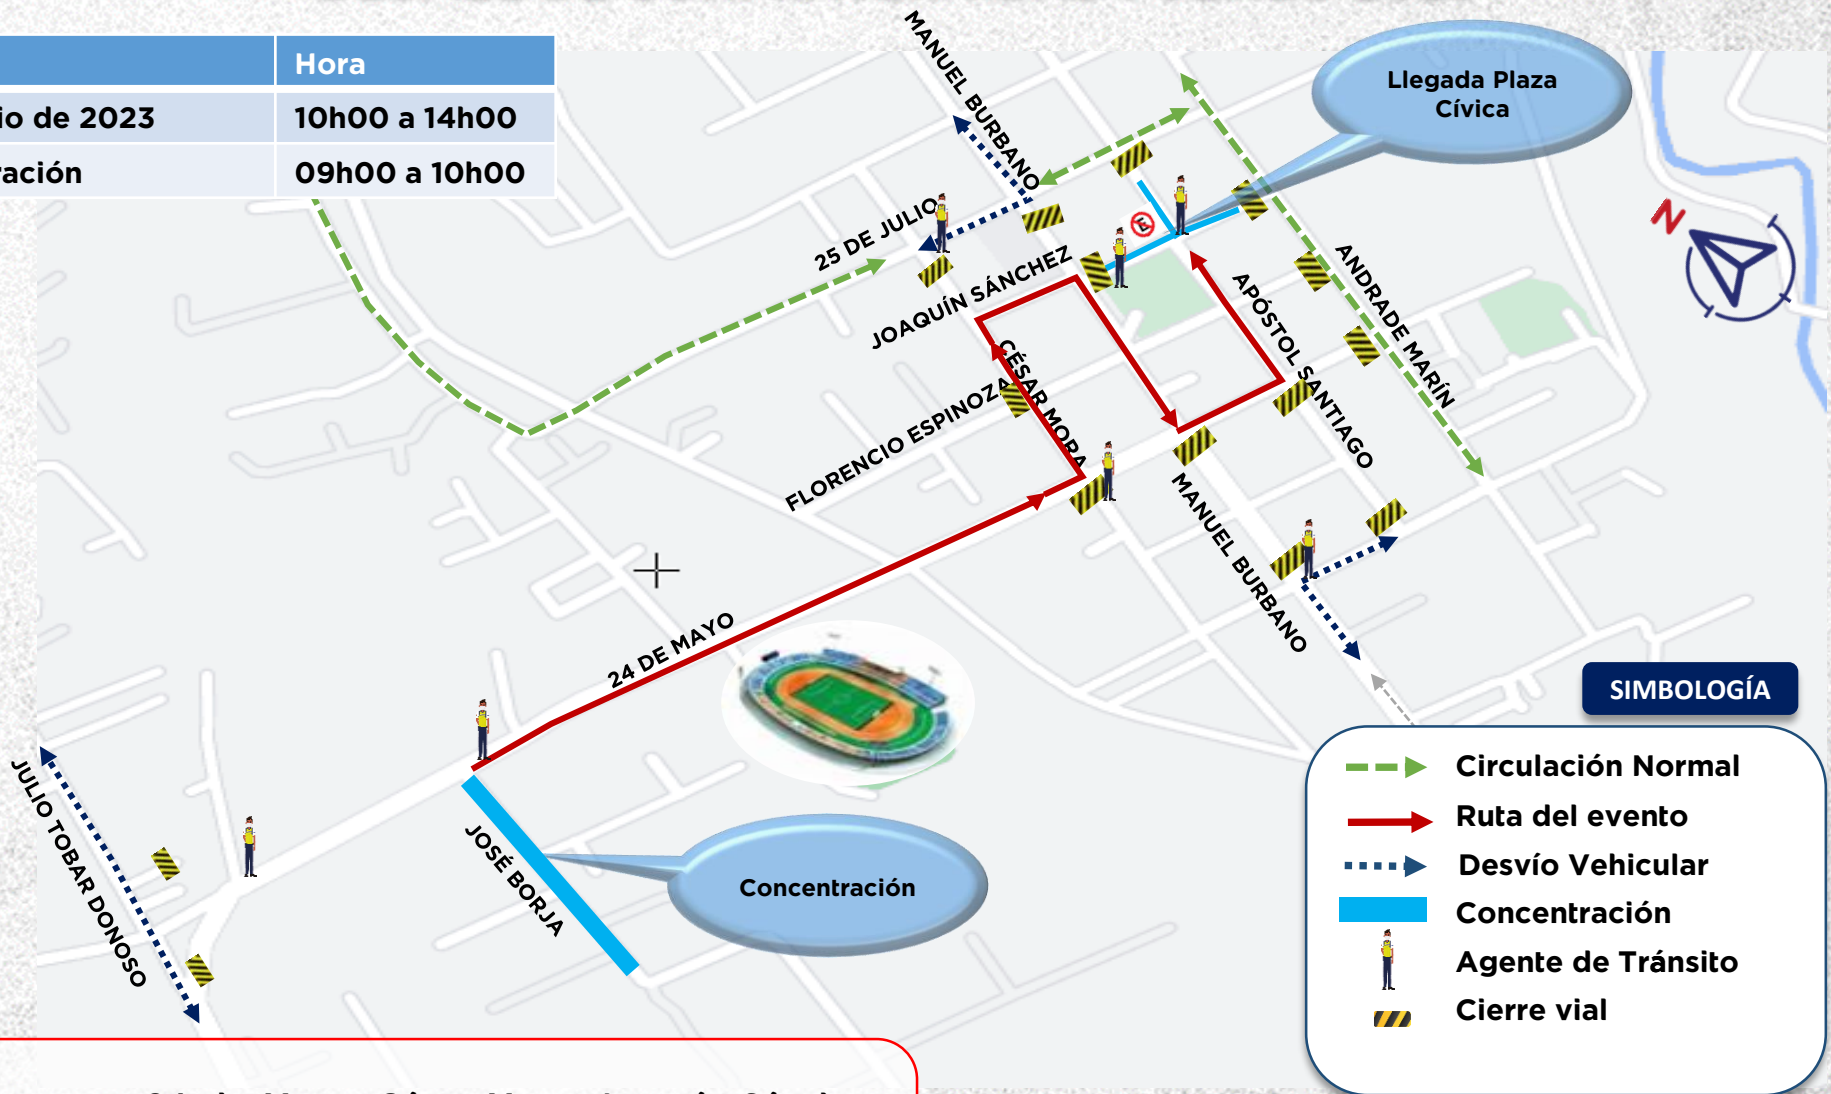 Hora
io de 2023 10h00 a 14h00
ración 09h00 a 10h00
MANUEL BURBANO
Llegada Plaza
Cívica
N
25 DE JULIO
E
JOAQUÍN SÁNCHEZ
ANDRADE MARÍN
APÓSTOL SANTIAGO
CÉSAR MORA
FLORENCIO ESPINOZA
MANUEL BURBANO
24 DE MAYO
JOSÉ BORJA
JULIO TOBAR DONOSO
Concentración
SIMBOLOGÍA
Circulación Normal
Ruta del evento
Desvío Vehicular
Concentración
Agente de Tránsito
Cierre vial